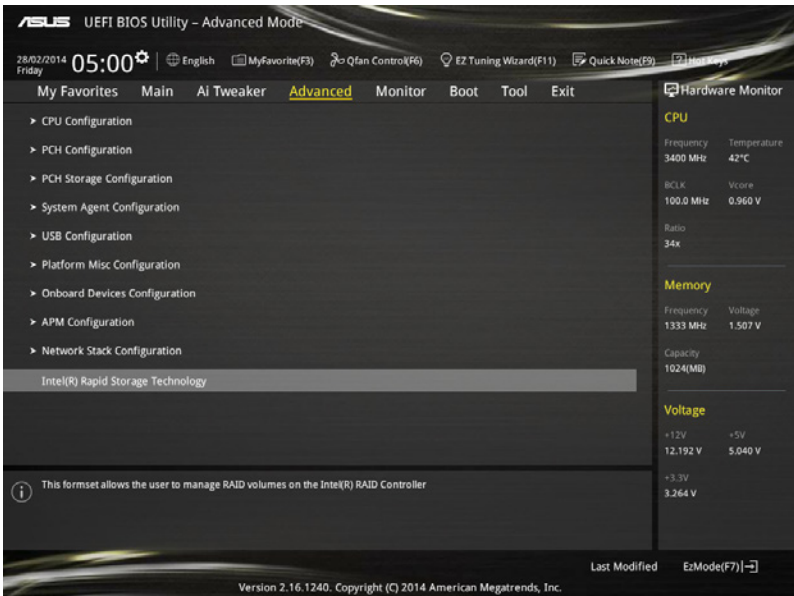 ASUS UEFI BIOS Utility – Advanced Mode
28/02/2014 Friday 05:00 English MyFavorite(F3) Qfan Control(F6) EZ Tuning Wizard(F11) Quick Note(F9) Hot Keys
My Favorites Main Ai Tweaker Advanced Monitor Boot Tool Exit
> CPU Configuration
> PCH Configuration
> PCH Storage Configuration
> System Agent Configuration
> USB Configuration
> Platform Misc Configuration
> Onboard Devices Configuration
> APM Configuration
> Network Stack Configuration
Intel(R) Rapid Storage Technology
This formset allows the user to manage RAID volumes on the Intel(R) RAID Controller
Hardware Monitor
CPU
Frequency Temperature
3400 MHz 42°C
BCLK Vcore
100.0 MHz 0.960 V
Ratio
34x
Memory
Frequency Voltage
1333 MHz 1.507 V
Capacity
1024(MB)
Voltage
+12V +5V
12.192 V 5.040 V
+3.3V
3.264 V
Last Modified EzMode(F7)
Version 2.16.1240. Copyright (C) 2014 American Megatrends, Inc.